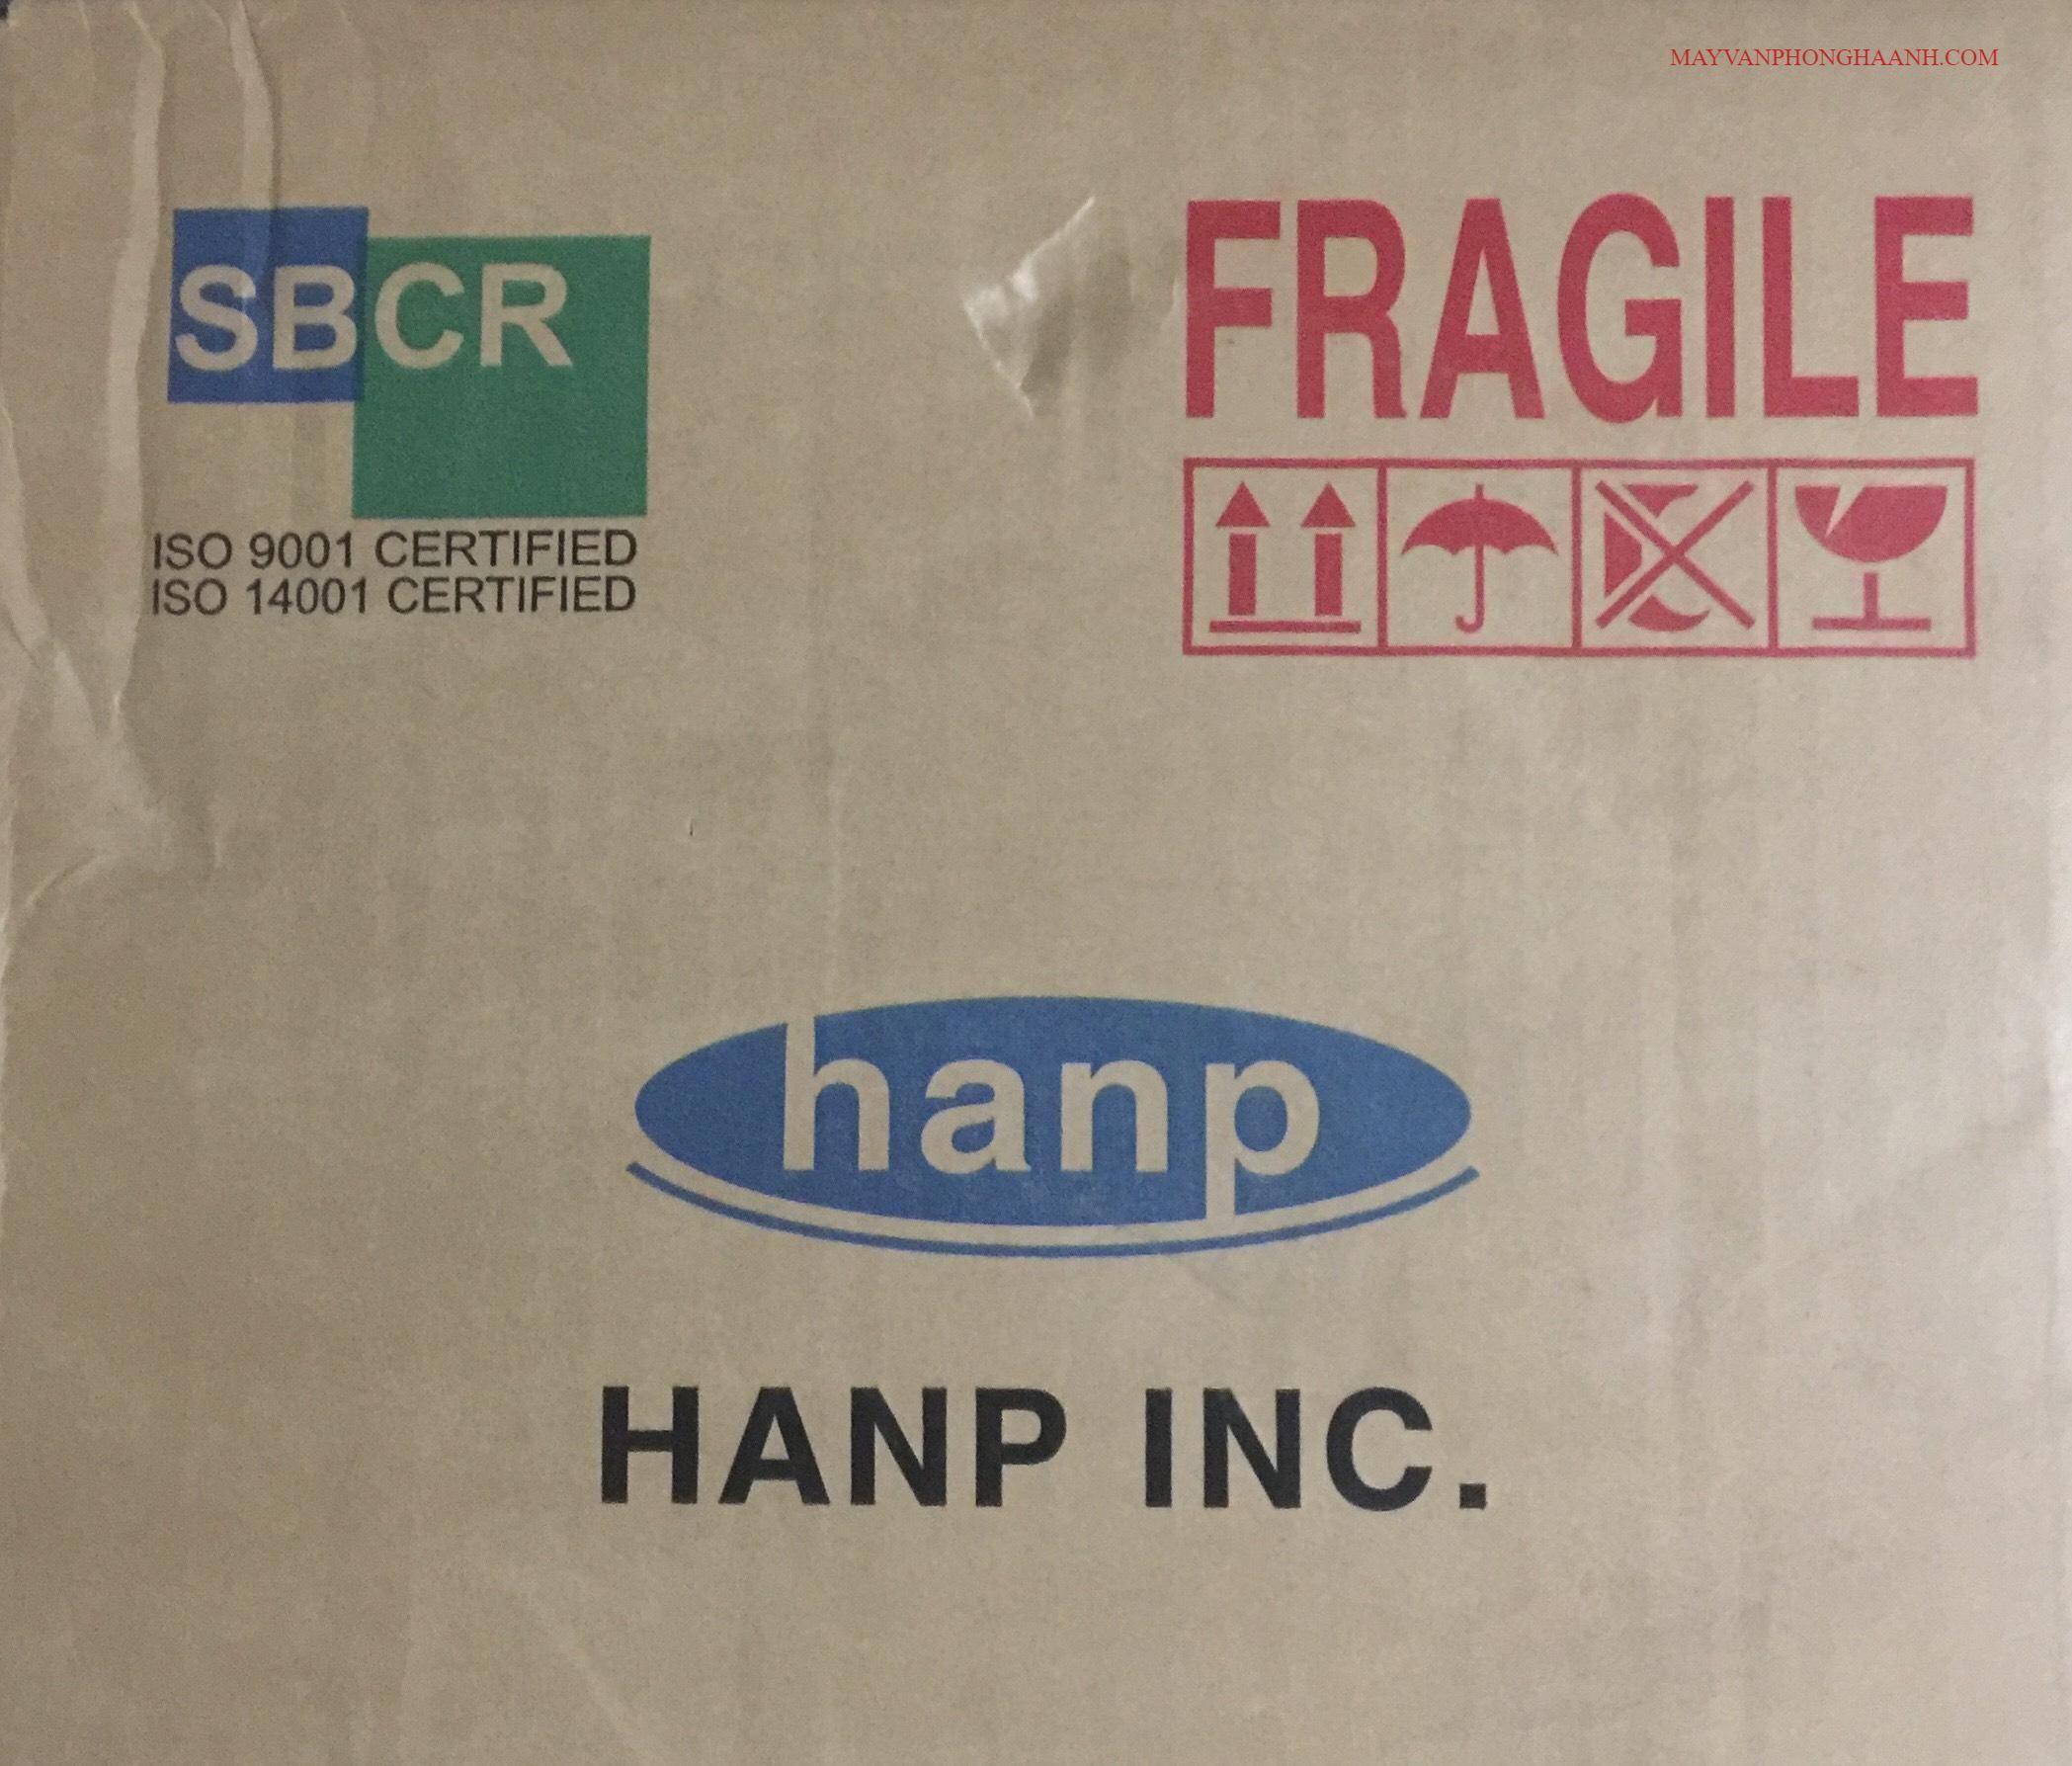 MAYVANPHONGHAANH.COM
SBCR
ISO 9001 CERTIFIED
ISO 14001 CERTIFIED
FRAGILE
hanp
HANP INC.